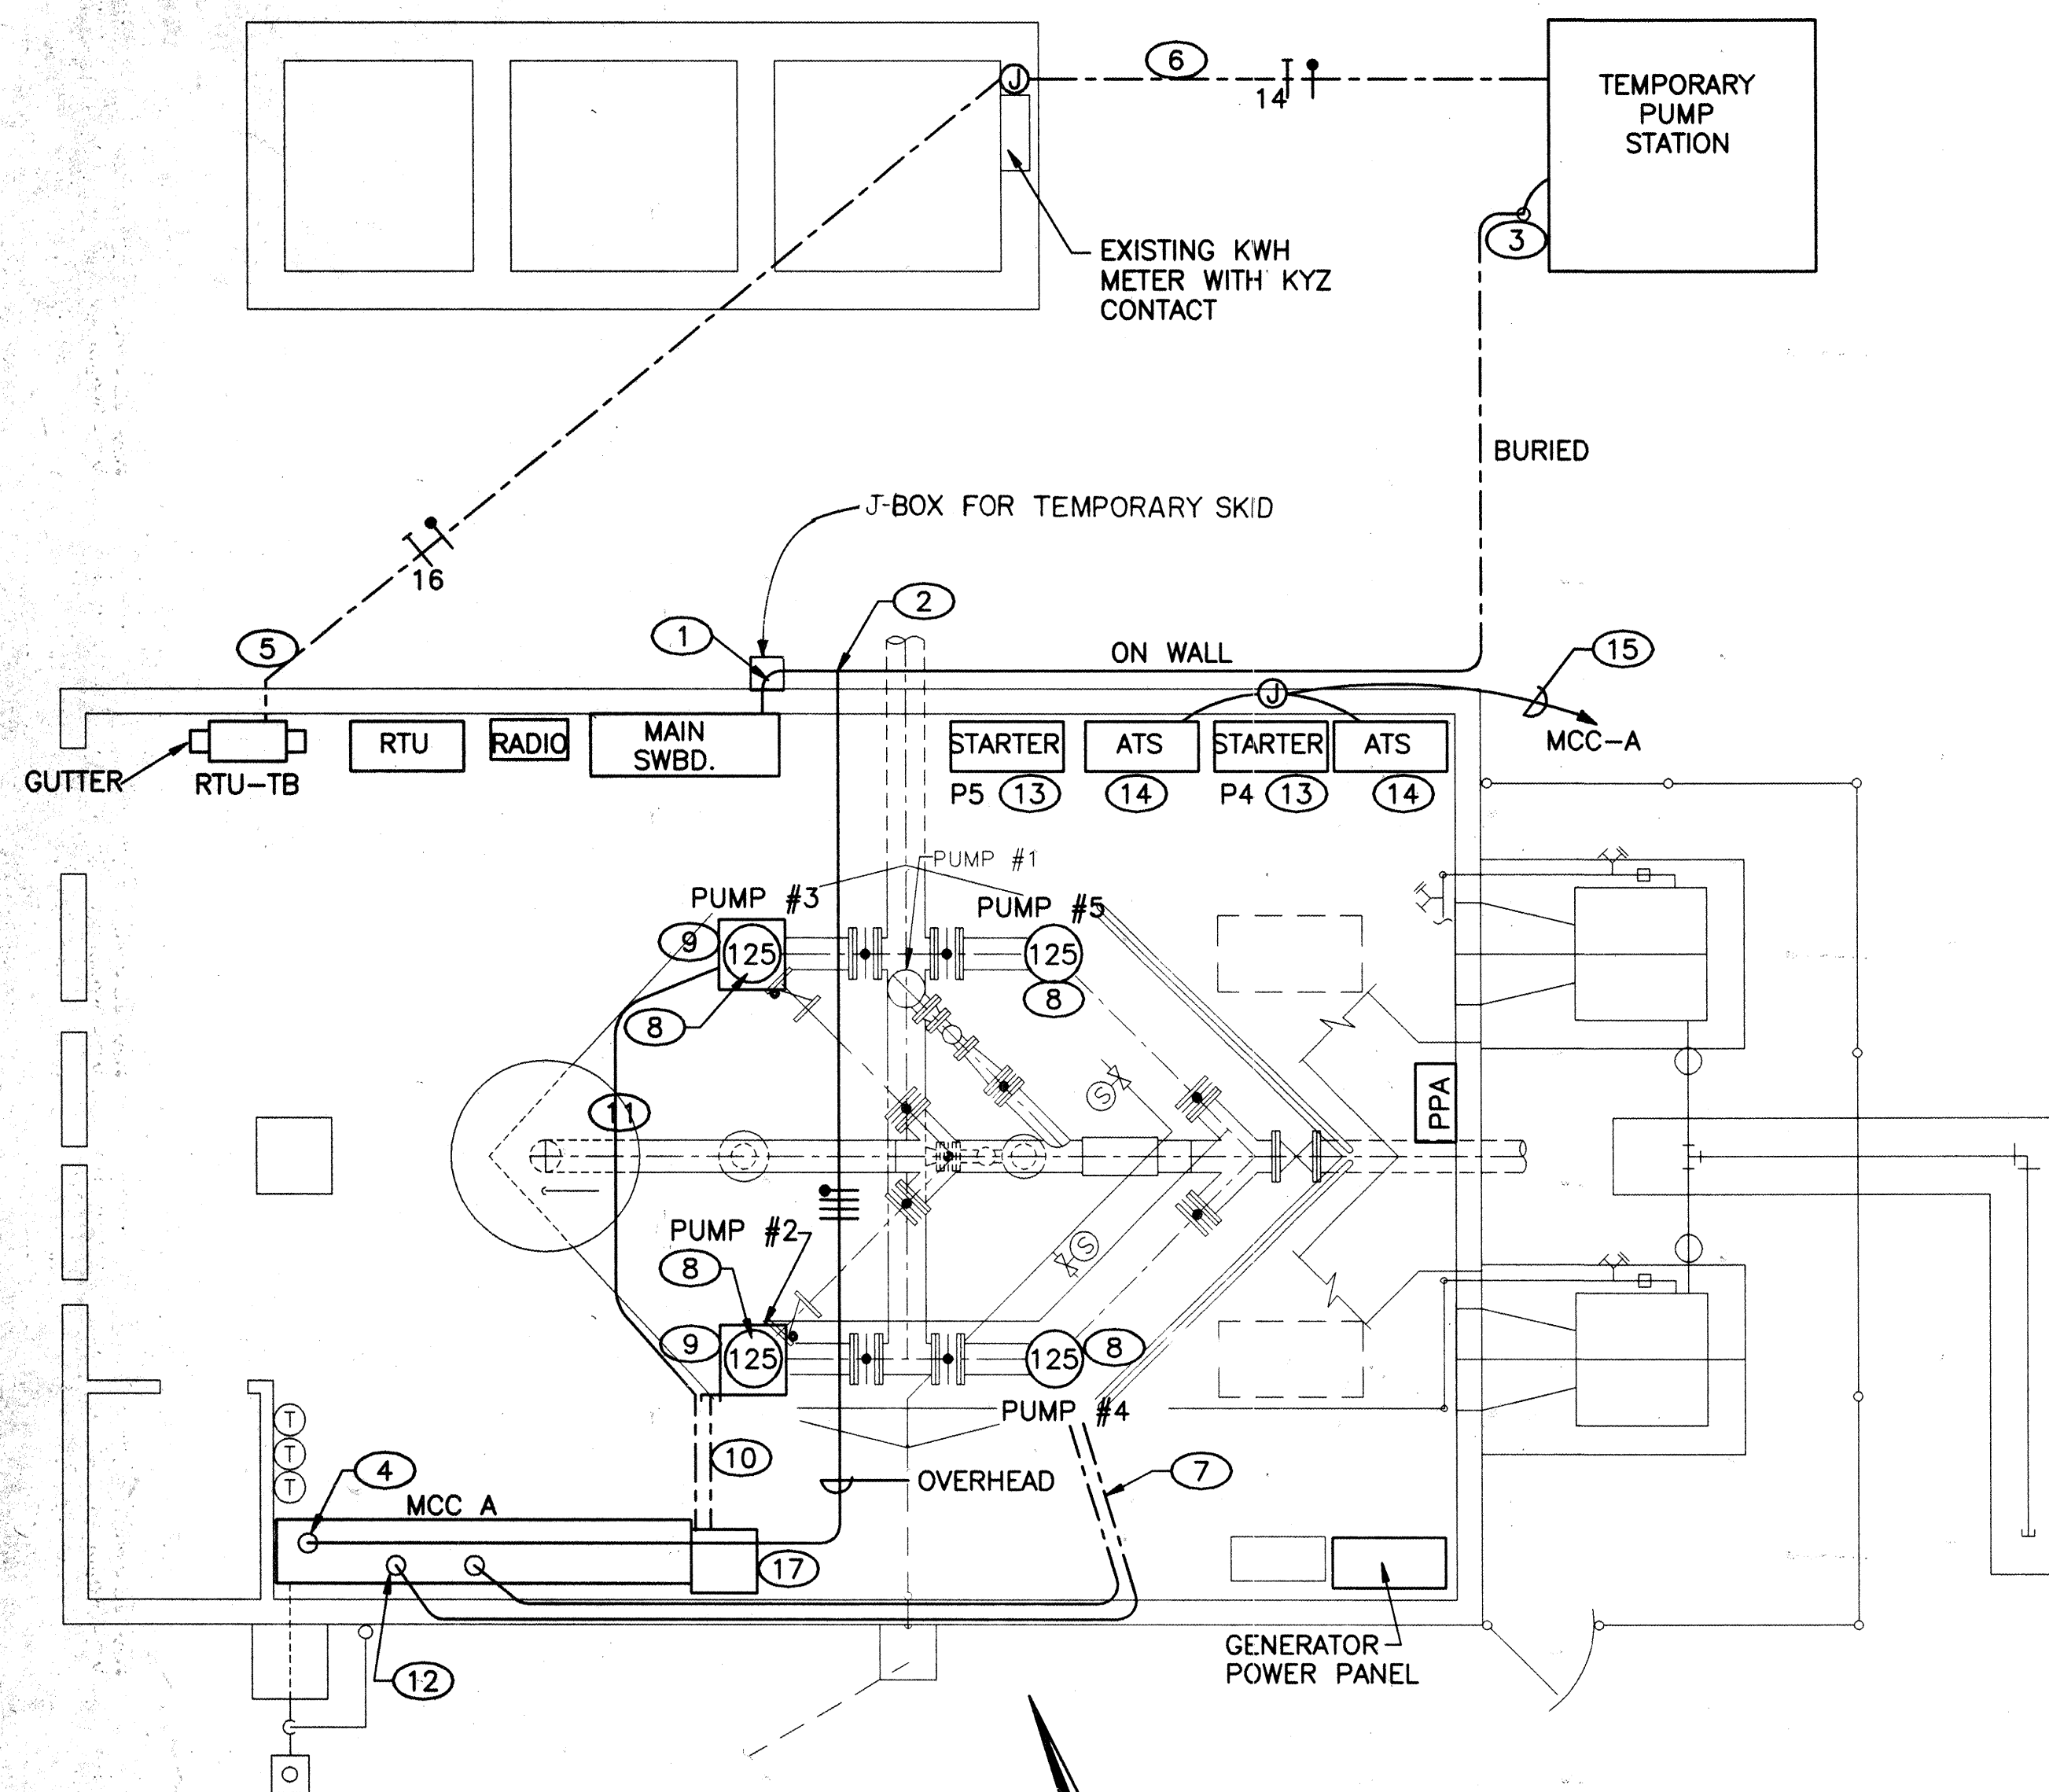 6
14
J
TEMPORARY
PUMP
STATION
3
EXISTING KWH
METER WITH KYZ
CONTACT
BURIED
J-BOX FOR TEMPORARY SKID
16
2
1
5
ON WALL
15
J
MCC-A
GUTTER
RTU-TB
RTU
RADIO
MAIN
SWBD.
STARTER
ATS
STARTER
ATS
P5
13
14
P4
13
14
PUMP #1
PUMP #3
PUMP #5
9
125
125
8
8
S
11
PPA
PUMP #2
S
8
9
125
125
8
PUMP #4
T
T
T
10
4
7
OVERHEAD
MCC A
17
12
GENERATOR
POWER PANEL